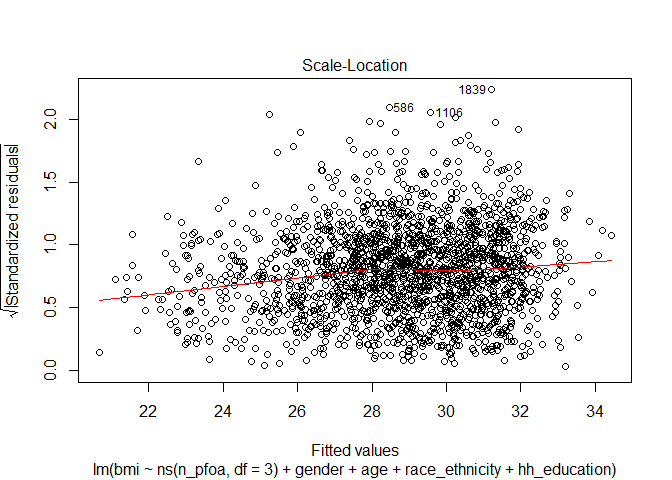 Scale-Location
√|Standardized residuals|
0.0 0.5 1.0 1.5 2.0
1839
586
1106
22 24 26 28 30 32 34
Fitted values
lm(bmi ~ ns(n_pfoa, df = 3) + gender + age + race_ethnicity + hh_education)